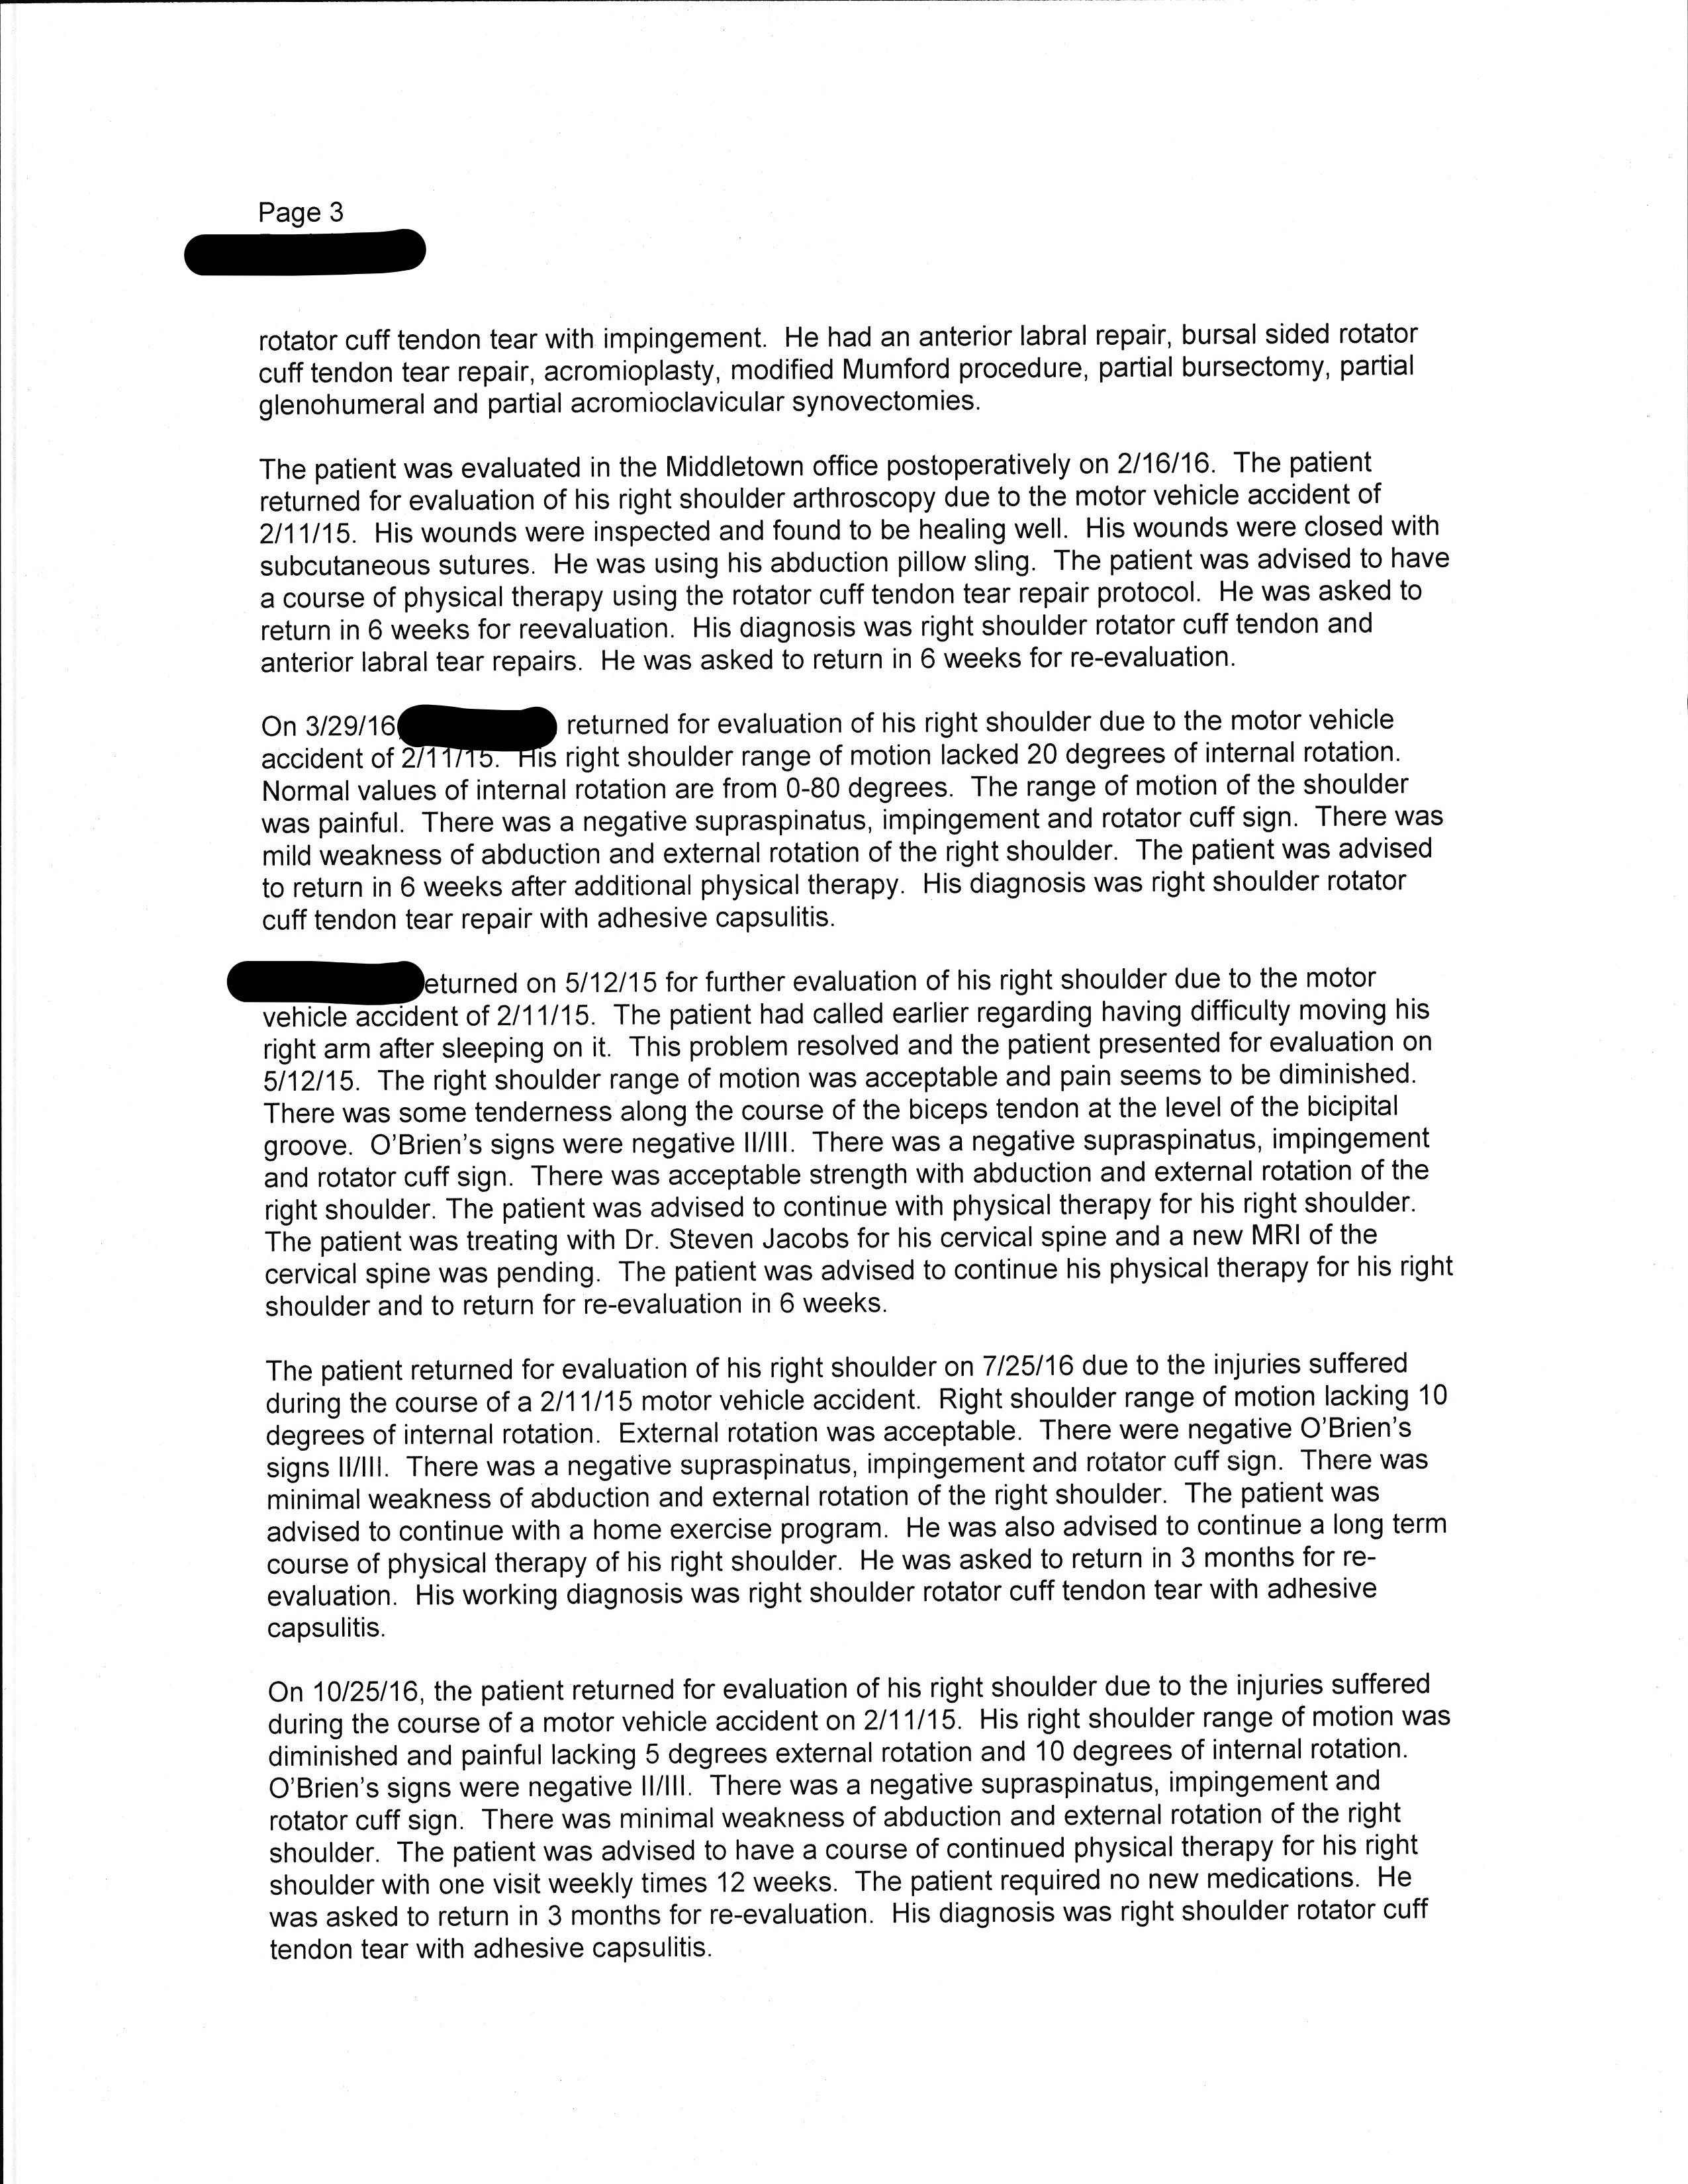 Page 3
rotator cuff tendon tear with impingement. He had an anterior labral repair, bursal sided rotator
cuff tendon tear repair, acromioplasty, modified Mumford procedure, partial bursectomy, partial
glenohumeral and partial acromioclavicular synovectomies.
The patient was evaluated in the Middletown office postoperatively on 2/16/16. The patient
returned for evaluation of his right shoulder arthroscopy due to the motor vehicle accident of
2/11/15. His wounds were inspected and found to be healing well. His wounds were closed with
subcutaneous sutures. He was using his abduction pillow sling. The patient was advised to have
a course of physical therapy using the rotator cuff tendon tear repair protocol. He was asked to
return in 6 weeks for reevaluation. His diagnosis was right shoulder rotator cuff tendon and
anterior labral tear repairs. He was asked to return in 6 weeks for re-evaluation.
On 3/29/16 returned for evaluation of his right shoulder due to the motor vehicle
accident of 2/11/15. His right shoulder range of motion lacked 20 degrees of internal rotation.
Normal values of internal rotation are from 0-80 degrees. The range of motion of the shoulder
was painful. There was a negative supraspinatus, impingement and rotator cuff sign. There was
mild weakness of abduction and external rotation of the right shoulder. The patient was advised
to return in 6 weeks after additional physical therapy. His diagnosis was right shoulder rotator
cuff tendon tear repair with adhesive capsulitis.
eturned on 5/12/15 for further evaluation of his right shoulder due to the motor
vehicle accident of 2/11/15. The patient had called earlier regarding having difficulty moving his
right arm after sleeping on it. This problem resolved and the patient presented for evaluation on
5/12/15. The right shoulder range of motion was acceptable and pain seems to be diminished.
There was some tenderness along the course of the biceps tendon at the level of the bicipital
groove. O'Brien's signs were negative II/III. There was a negative supraspinatus, impingement
and rotator cuff sign. There was acceptable strength with abduction and external rotation of the
right shoulder. The patient was advised to continue with physical therapy for his right shoulder.
The patient was treating with Dr. Steven Jacobs for his cervical spine and a new MRI of the
cervical spine was pending. The patient was advised to continue his physical therapy for his right
shoulder and to return for re-evaluation in 6 weeks.
The patient returned for evaluation of his right shoulder on 7/25/16 due to the injuries suffered
during the course of a 2/11/15 motor vehicle accident. Right shoulder range of motion lacking 10
degrees of internal rotation. External rotation was acceptable. There were negative O'Brien's
signs II/III. There was a negative supraspinatus, impingement and rotator cuff sign. There was
minimal weakness of abduction and external rotation of the right shoulder. The patient was
advised to continue with a home exercise program. He was also advised to continue a long term
course of physical therapy of his right shoulder. He was asked to return in 3 months for re-
evaluation. His working diagnosis was right shoulder rotator cuff tendon tear with adhesive
capsulitis.
On 10/25/16, the patient returned for evaluation of his right shoulder due to the injuries suffered
during the course of a motor vehicle accident on 2/11/15. His right shoulder range of motion was
diminished and painful lacking 5 degrees external rotation and 10 degrees of internal rotation.
O'Brien's signs were negative II/III. There was a negative supraspinatus, impingement and
rotator cuff sign. There was minimal weakness of abduction and external rotation of the right
shoulder. The patient was advised to have a course of continued physical therapy for his right
shoulder with one visit weekly times 12 weeks. The patient required no new medications. He
was asked to return in 3 months for re-evaluation. His diagnosis was right shoulder rotator cuff
tendon tear with adhesive capsulitis.